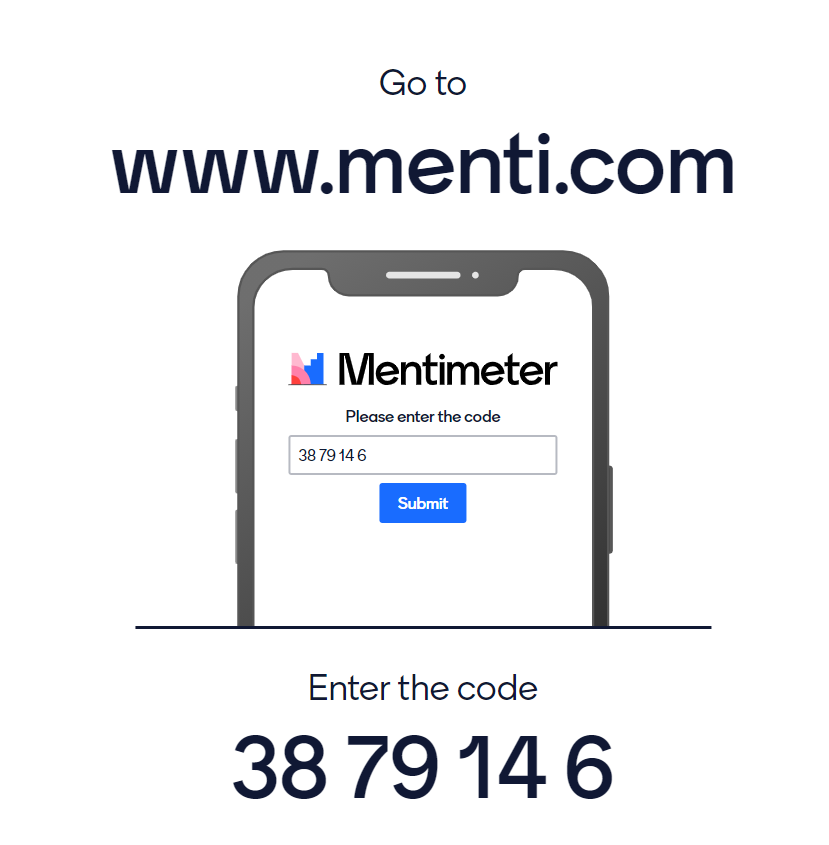 Go to
www.menti.com
Mentimeter
Please enter the code
38 79 14 6
Submit
Enter the code
38 79 14 6